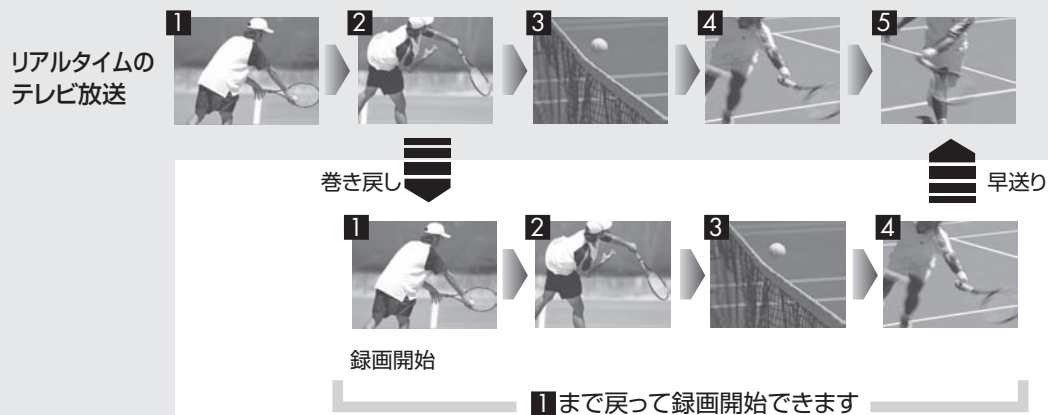 1 2 3 4 5
リアルタイムの
テレビ放送
巻き戻し
早送り
1 2 3 4
録画開始
1まで戻って録画開始できます